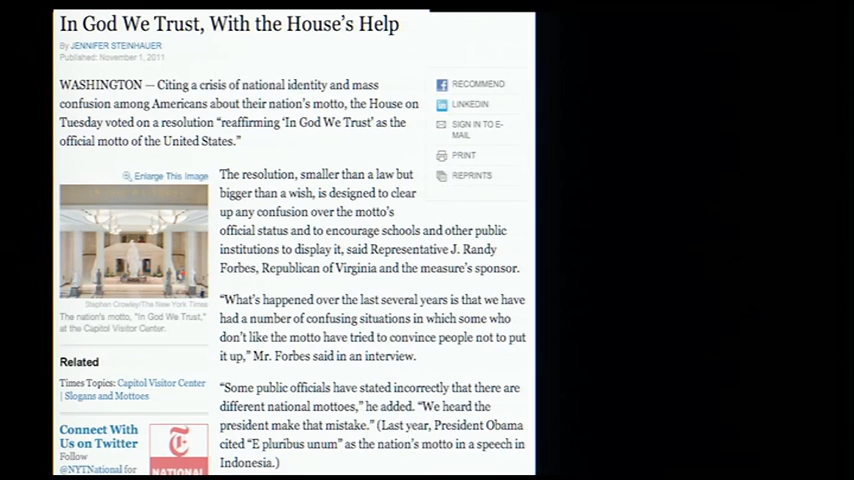 In God We Trust, With the House's Help
By JENNIFER STEINHAUER
Published: November 1, 2011
WASHINGTON — Citing a crisis of national identity and mass
confusion among Americans about their nation's motto, the House on
Tuesday voted on a resolution "reaffirming 'In God We Trust' as the
official motto of the United States."
RECOMMEND
LINKEDIN
SIGN IN TO E-
MAIL
PRINT
REPRINTS
Enlarge This Image
Stephen Crowley/The New York Times
The nation's motto, "In God We Trust,"
at the Capitol Visitor Center.
Related
Times Topics: Capitol Visitor Center
| Slogans and Mottoes
Connect With
Us on Twitter
Follow
@NYTNational for
T
NATIONAL
The resolution, smaller than a law but
bigger than a wish, is designed to clear
up any confusion over the motto's
official status and to encourage schools and other public
institutions to display it, said Representative J. Randy
Forbes, Republican of Virginia and the measure's sponsor.
"What's happened over the last several years is that we have
had a number of confusing situations in which some who
don't like the motto have tried to convince people not to put
it up," Mr. Forbes said in an interview.
"Some public officials have stated incorrectly that there are
different national mottoes," he added. "We heard the
president make that mistake." (Last year, President Obama
cited "E pluribus unum" as the nation's motto in a speech in
Indonesia.)